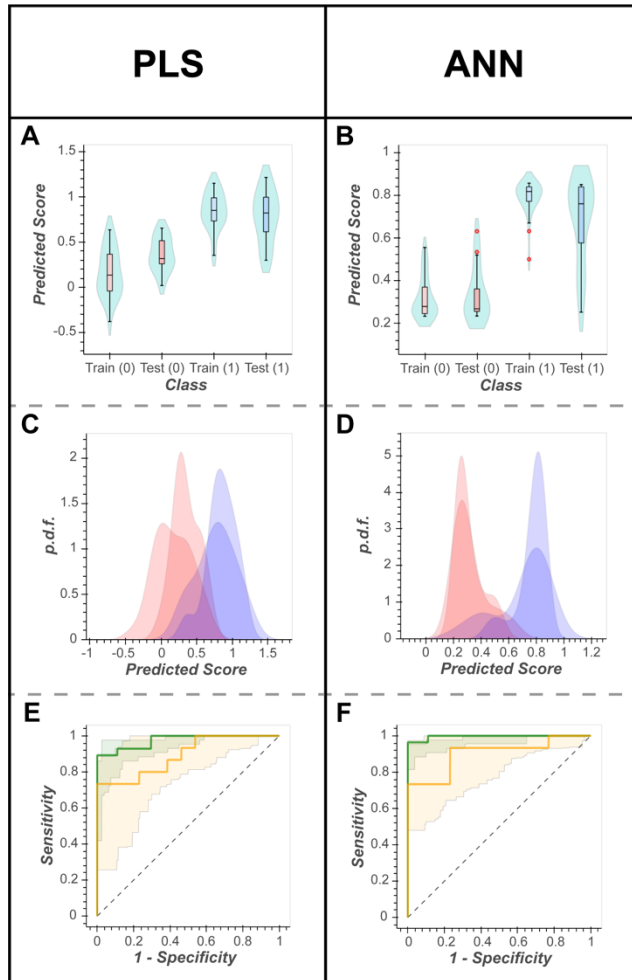 PLS
ANN
A
1.5
1
0.5
0
-0.5
Predicted Score
Train (0) Test (0) Train (1) Test (1)
Class
B
1
0.8
0.6
0.4
0.2
Predicted Score
Train (0) Test (0) Train (1) Test (1)
Class
C
2
1.5
1
0.5
0
p.d.f.
-1 -0.5 0 0.5 1 1.5
Predicted Score
D
5
4
3
2
1
0
p.d.f.
0 0.2 0.4 0.6 0.8 1 1.2
Predicted Score
E
1
0.8
0.6
0.4
0.2
0
Sensitivity
0 0.2 0.4 0.6 0.8 1
1 - Specificity
F
1
0.8
0.6
0.4
0.2
0
Sensitivity
0 0.2 0.4 0.6 0.8 1
1 - Specificity